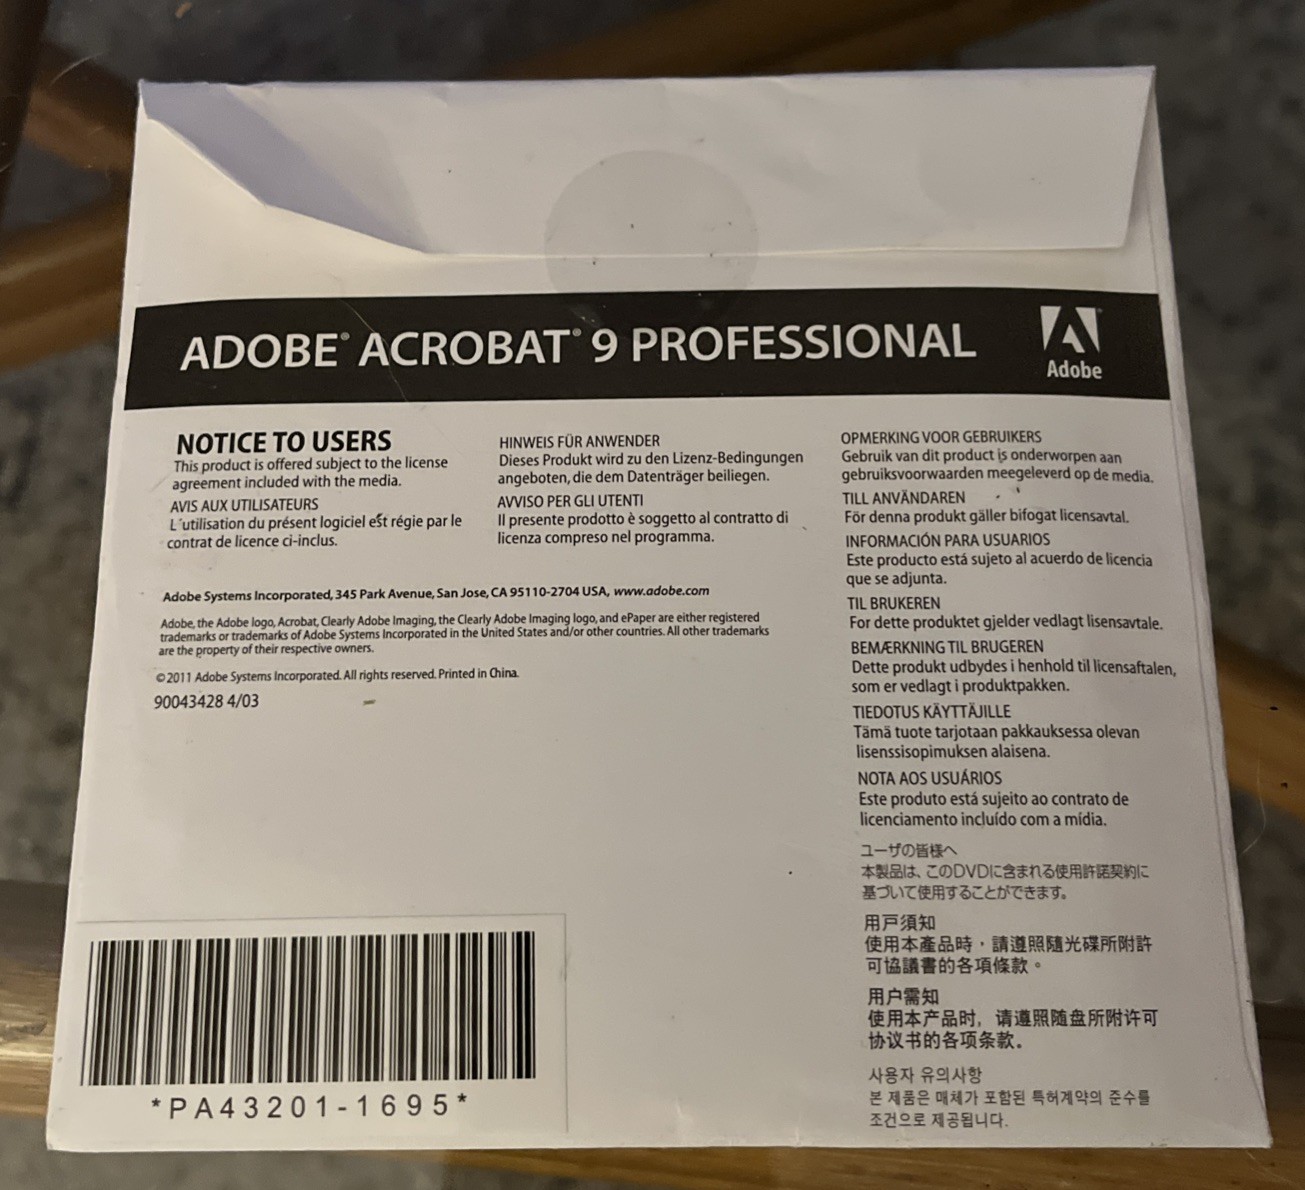 ADOBE® ACROBAT® 9 PROFESSIONAL
Adobe
NOTICE TO USERS
This product is offered subject to the license
agreement included with the media.
AVIS AUX UTILISATEURS
L´utilisation du présent logiciel est régie par le
contrat de licence ci-inclus.
HINWEIS FÜR ANWENDER
Dieses Produkt wird zu den Lizenz-Bedingungen
angeboten, die dem Datenträger beiliegen.
AVVISO PER GLI UTENTI
Il presente prodotto è soggetto al contratto di
licenza compreso nel programma.
OPMERKING VOOR GEBRUIKERS
Gebruik van dit product is onderworpen aan
gebruiksvoorwaarden meegeleverd op de media.
TILL ANVÄNDAREN
För denna produkt gäller bifogat licensavtal.
INFORMACIÓN PARA USUARIOS
Este producto está sujeto al acuerdo de licencia
que se adjunta.
TIL BRUKEREN
For dette produktet gjelder vedlagt lisensavtale.
BEMÆRKNING TIL BRUGEREN
Dette produkt udbydes i henhold til licensaftalen,
som er vedlagt i produktpakken.
TIEDOTUS KÄYTTÄJILLE
Tämä tuote tarjotaan pakkauksessa olevan
lisenssisopimuksen alaisena.
NOTA AOS USUÁRIOS
Este produto está sujeito ao contrato de
licenciamento incluído com a mídia.
ユーザの皆様へ
本製品は、このDVDに含まれる使用許諾契約に
基づいて使用することができます。
用戶須知
使用本產品時，請遵照隨光碟所附許
可協議書的各項條款。
用户需知
使用本产品时，请遵照随盘所附许可
协议书的各项条款。
사용자 유의사항
본 제품은 매체가 포함된 특허계약의 준수를
조건으로 제공됩니다.
Adobe Systems Incorporated, 345 Park Avenue, San Jose, CA 95110-2704 USA, www.adobe.com
Adobe, the Adobe logo, Acrobat, Clearly Adobe Imaging, the Clearly Adobe Imaging logo, and ePaper are either registered
trademarks or trademarks of Adobe Systems Incorporated in the United States and/or other countries. All other trademarks
are the property of their respective owners.
© 2011 Adobe Systems Incorporated. All rights reserved. Printed in China.
90043428 4/03
*PA43201-1695*